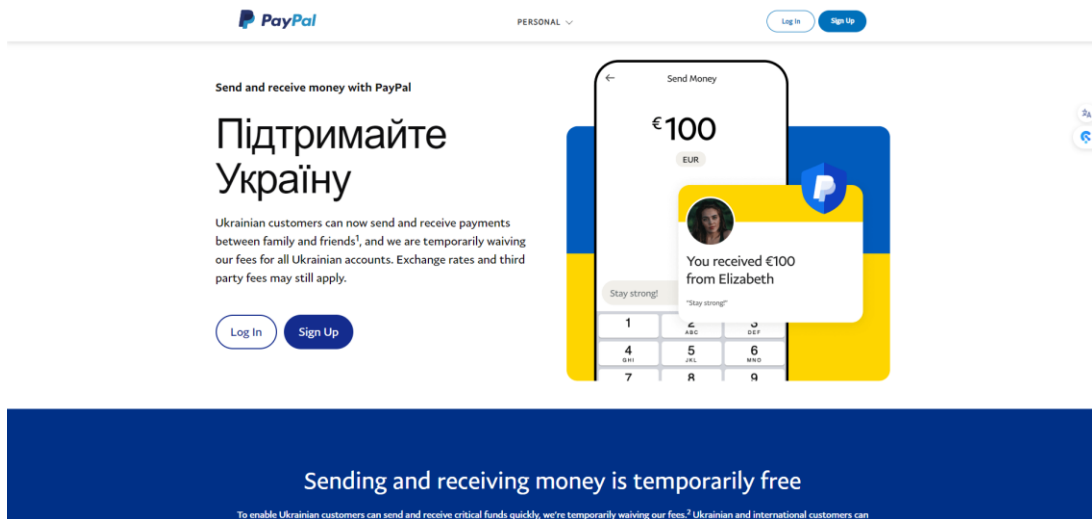 PayPal
PERSONAL
Log In
Sign Up
Send and receive money with PayPal
Підтримайте
Україну
Ukrainian customers can now send and receive payments
between family and friends¹, and we are temporarily waiving
our fees for all Ukrainian accounts. Exchange rates and third
party fees may still apply.
Log In
Sign Up
Send Money
€100
EUR
You received €100
from Elizabeth
"Stay strong!"
Stay strong!
1
2 ABC
3 DEF
4 GHI
5 JKL
6 MNO
7
8
9
Sending and receiving money is temporarily free
To enable Ukrainian customers can send and receive critical funds quickly, we're temporarily waiving our fees.² Ukrainian and international customers can